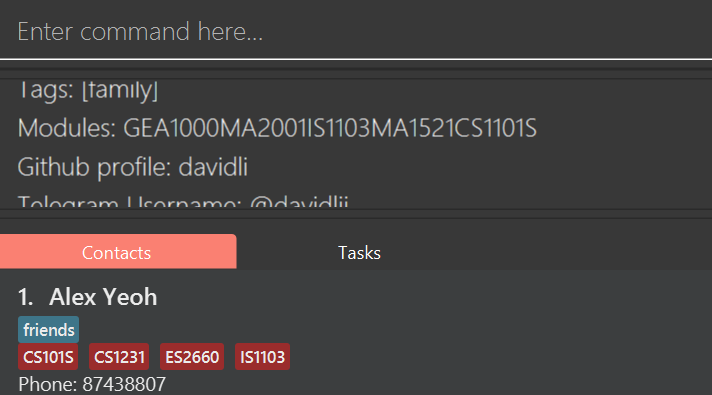 Enter command here...
Tags: [family]
Modules: GEA1000MA2001IS1103MA1521CS1101S
Github profile: davidli
Telegram Username: @davidlii
Contacts Tasks
1. Alex Yeoh
friends
CS101S CS1231 ES2660 IS1103
Phone: 87438807